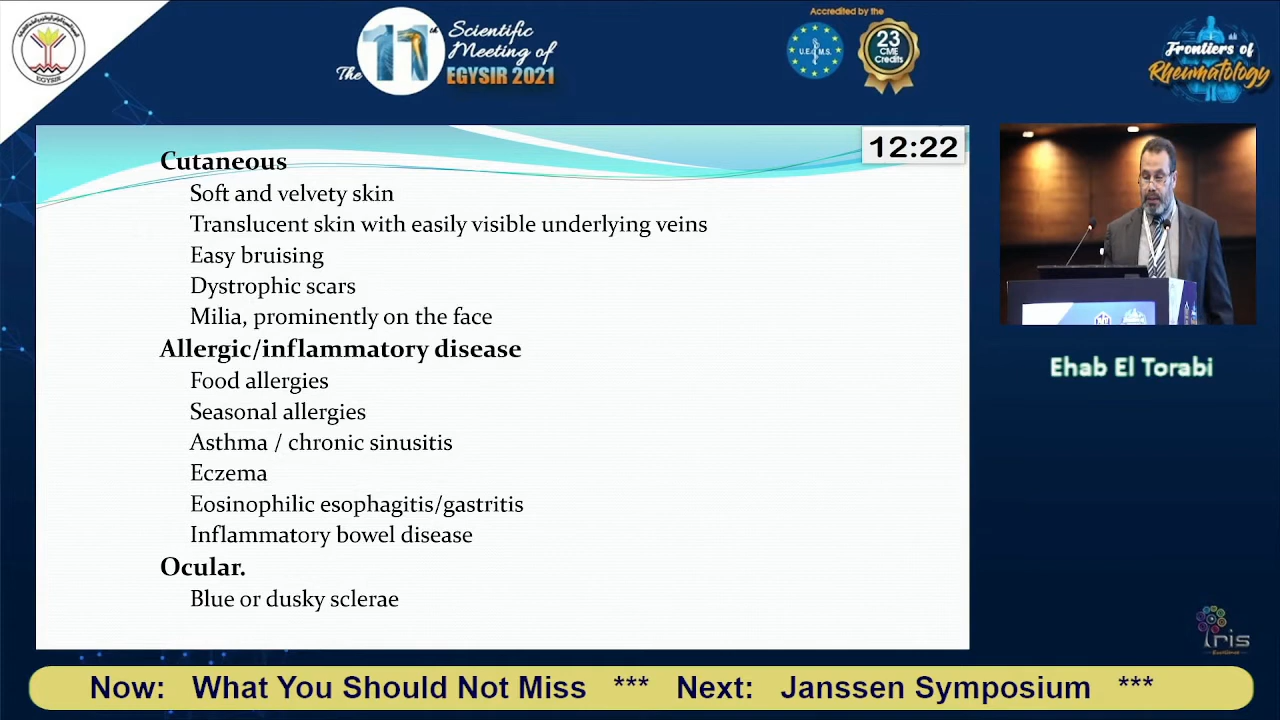 The 11th Scientific Meeting of EGYSIR 2021
EGYSIR
Accredited by the
U.E.M.S.
23 CME Credits
Frontiers of Rheumatology
12:22
Cutaneous
Soft and velvety skin
Translucent skin with easily visible underlying veins
Easy bruising
Dystrophic scars
Milia, prominently on the face
Allergic/inflammatory disease
Food allergies
Seasonal allergies
Asthma / chronic sinusitis
Eczema
Eosinophilic esophagitis/gastritis
Inflammatory bowel disease
Ocular.
Blue or dusky sclerae
Ehab El Torabi
Iris
Now: What You Should Not Miss *** Next: Janssen Symposium ***